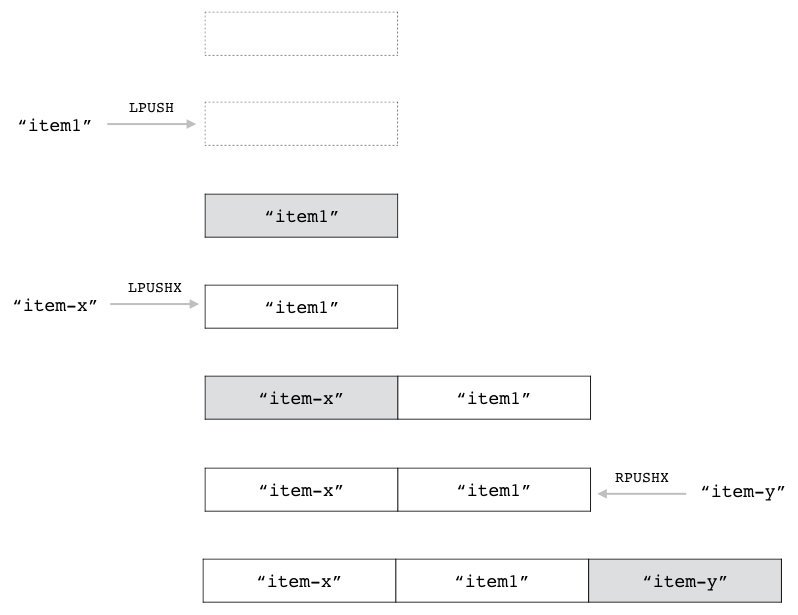 LPUSH
“item1”
“item1”
LPUSHX
“item-x” “item1”
“item-x” “item1”
RPUSHX
“item-x” “item1” “item-y”
“item-x” “item1” “item-y”